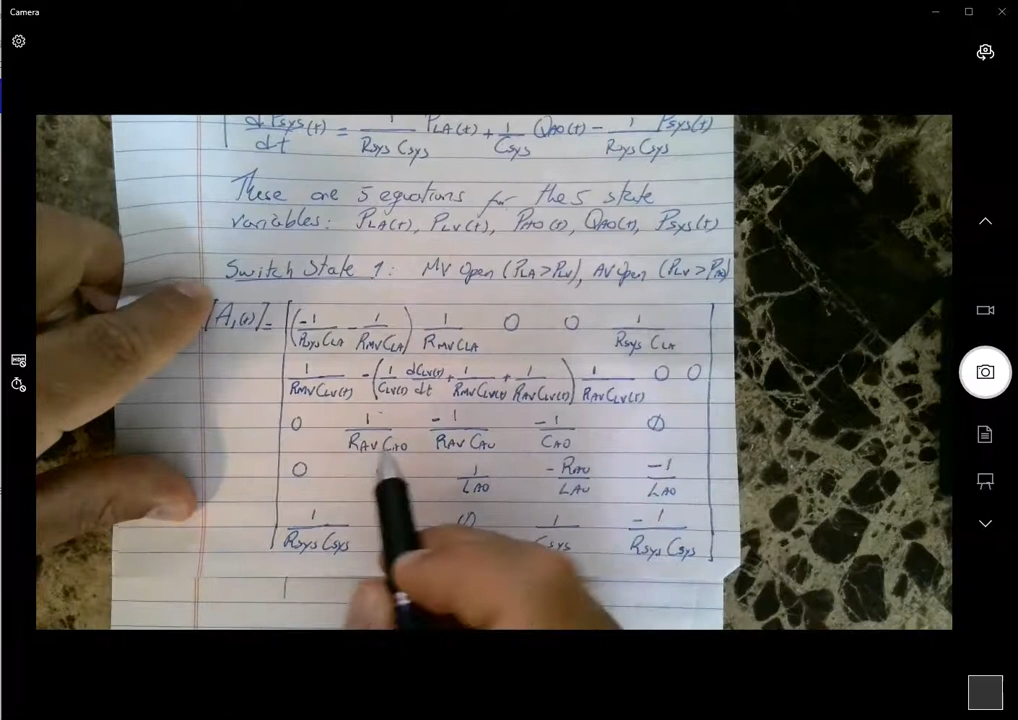 Camera
dPsys(t)/dt = 1/(Rsys Csys) PLA(t) + 1/Csys QAO(t) - 1/(Rsys Csys) Psys(t)
These are 5 equations for the 5 state
variables: PLA(t), PLV(t), PAO(t), QAO(t), Psys(t)
Switch State 1: MV open (PLA > PLV), AV open (PLV > PAO)
[A1(t)] = (-1/(Rsys CLA) - 1/(RMV CLA)) 1/(RMV CLA) 0 0 1/(Rsys CLA)
1/(RMV CLV(t)) -(1/CLV(t) dCLV(t)/dt + 1/(RMV CLV(t)) + 1/(RAV CLV(t))) 1/(RAV CLV(t)) 0 0
0 1/(RAV CAO) -1/(RAV CAO) -1/CAO 0
0 1/LAO -RAO/LAO -1/LAO
1/(Rsys Csys) 0 1/Csys -1/(Rsys Csys)